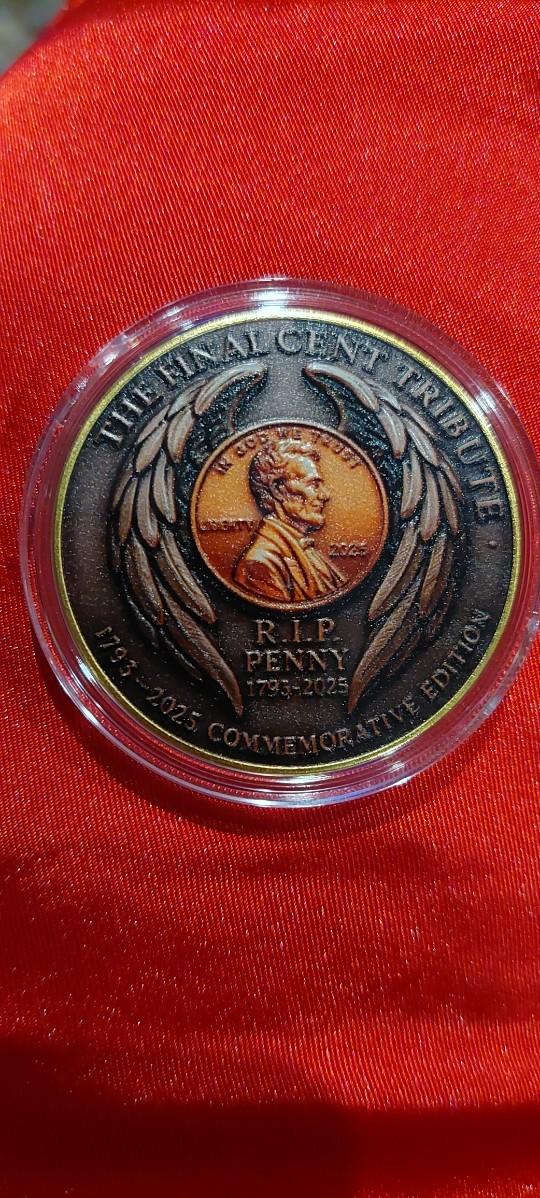 THE FINAL CENT TRIBUTE ·
IN GOD WE TRUST
LIBERTY
2025
R.I.P.
PENNY
1793-2025
1793-2025 COMMEMORATIVE EDITION